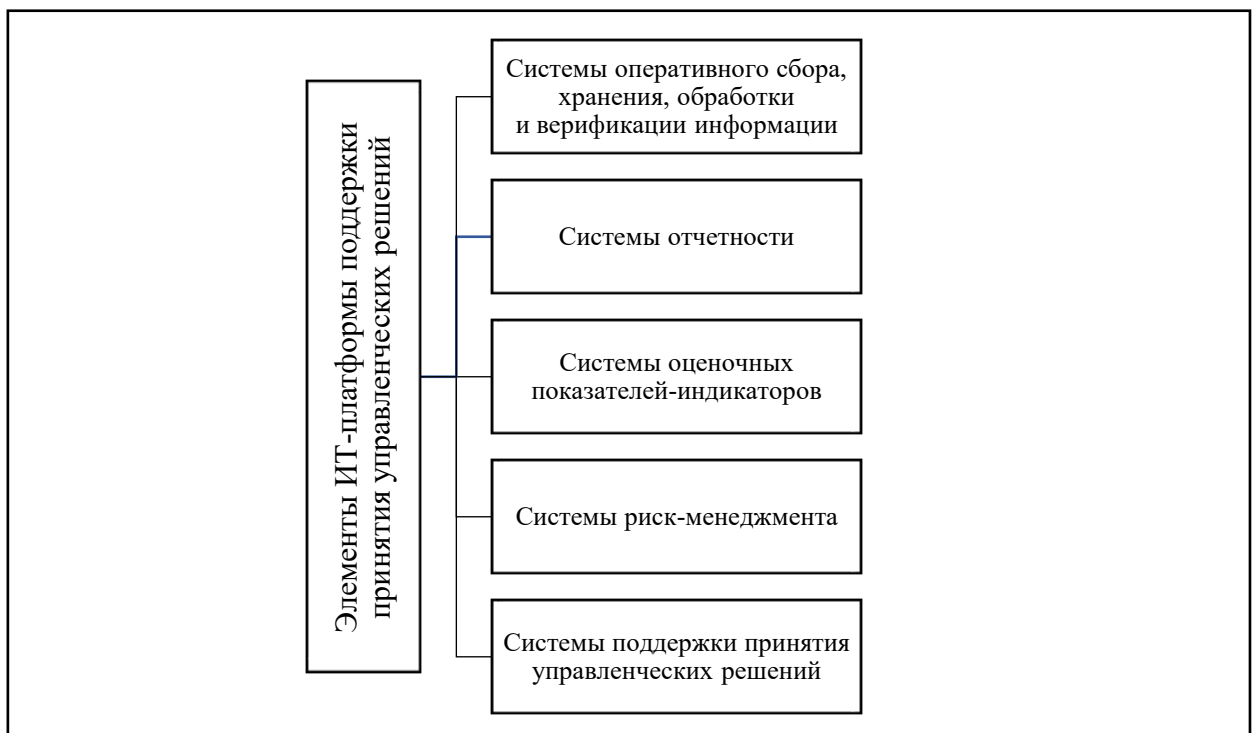 Элементы ИТ-платформы поддержки
принятия управленческих решений
Системы оперативного сбора,
хранения, обработки
и верификации информации
Системы отчетности
Системы оценочных
показателей-индикаторов
Системы риск-менеджмента
Системы поддержки принятия
управленческих решений